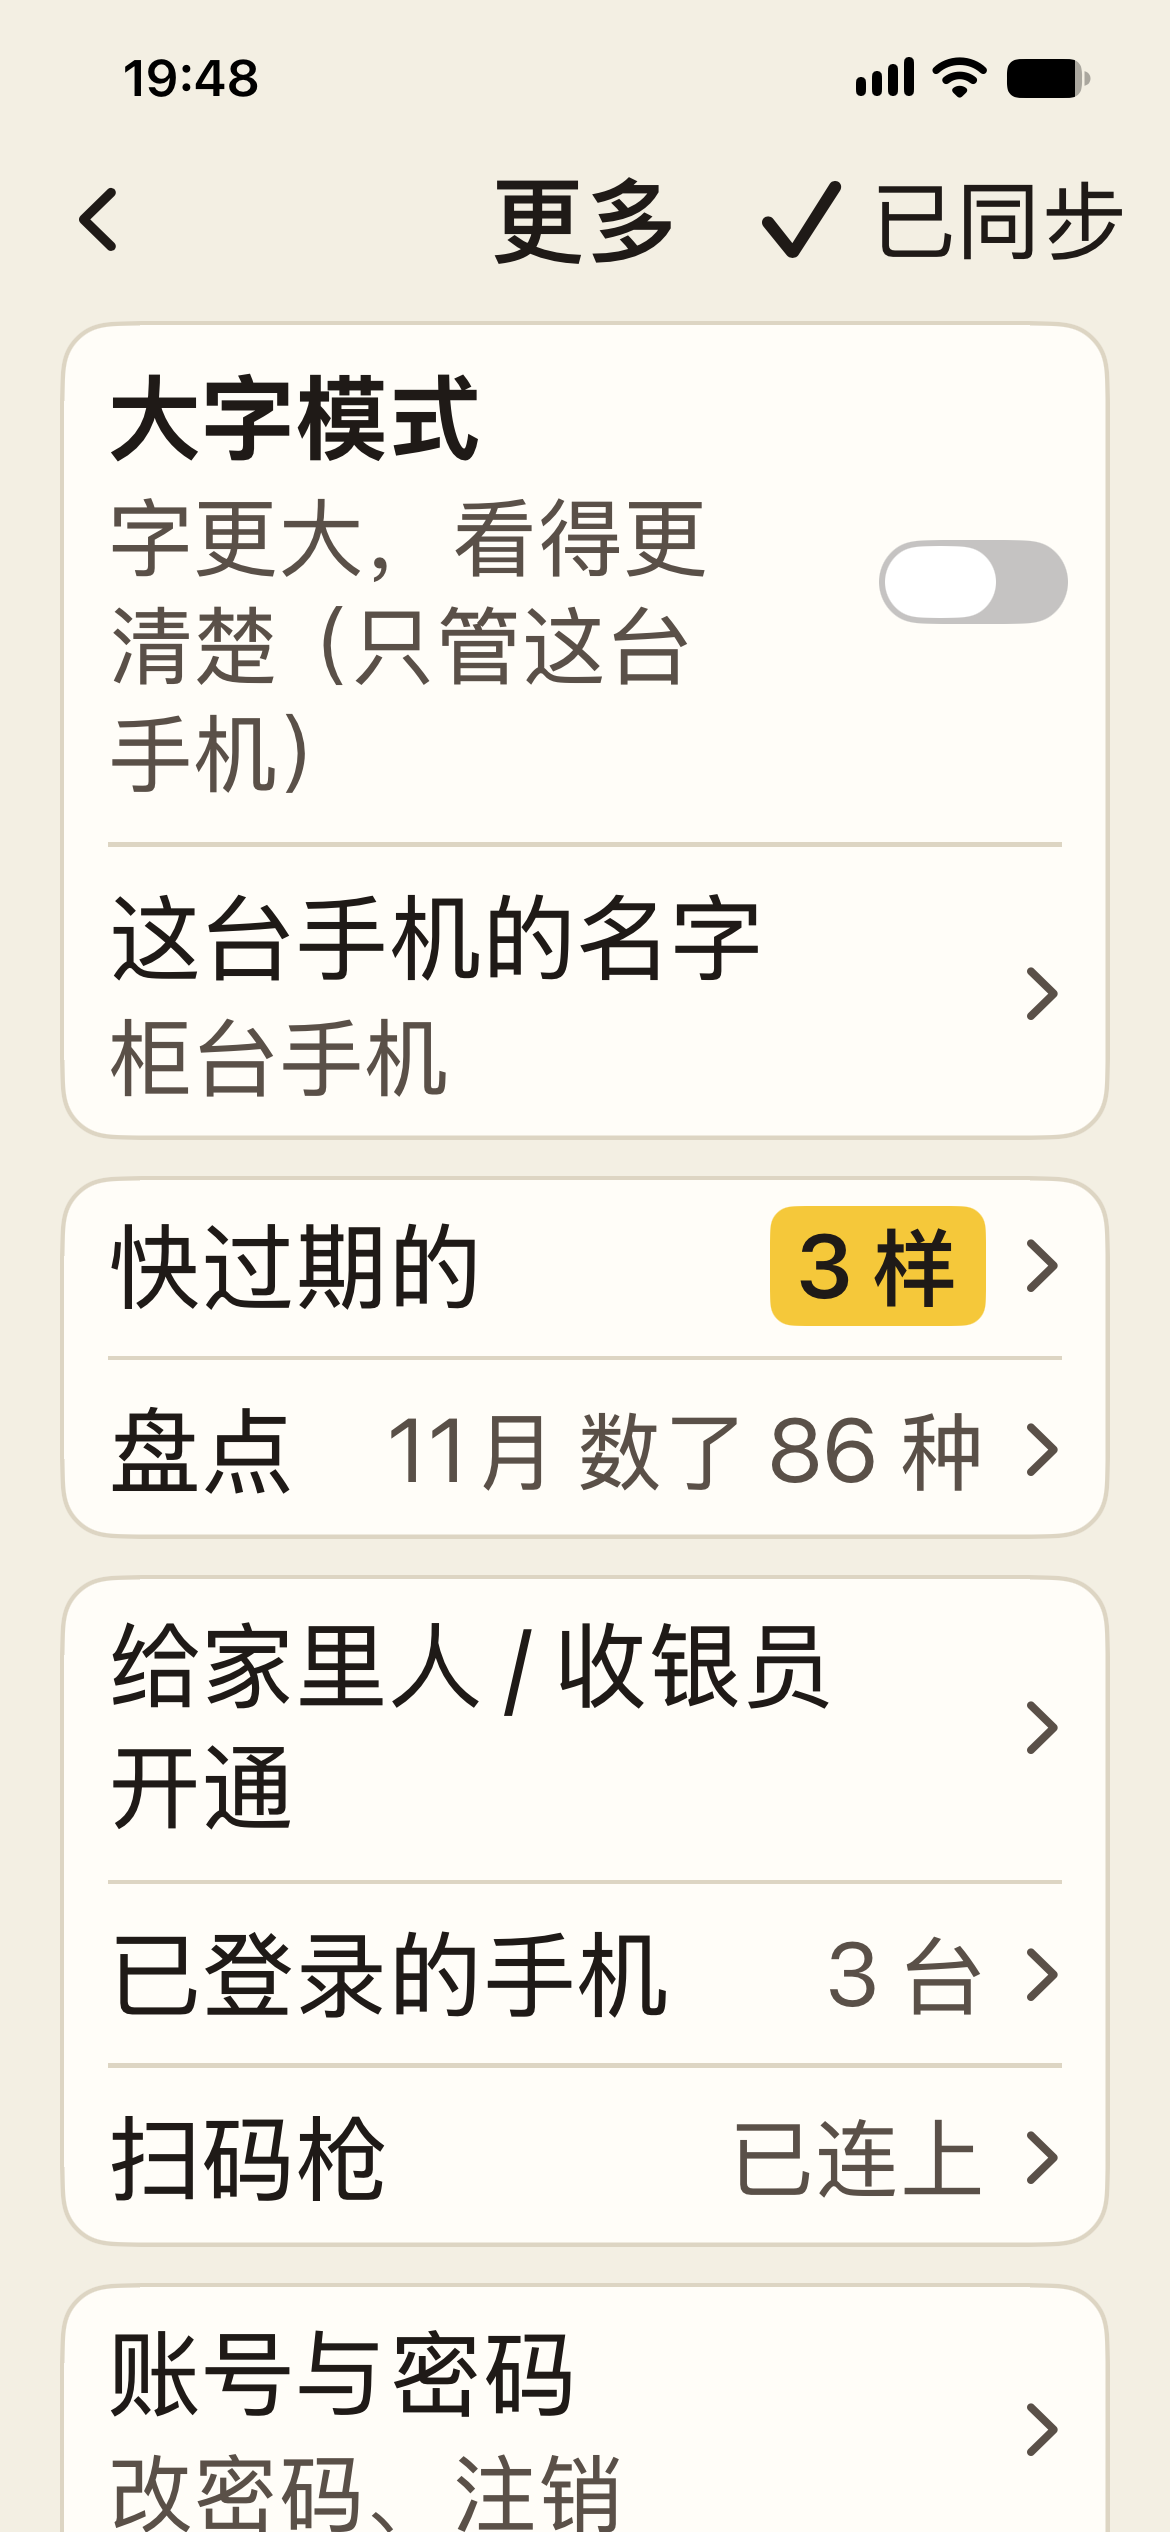 19:48
更多
已同步
大字模式
字更大，看得更
清楚（只管这台
手机）
这台手机的名字
柜台手机
快过期的
3 样
盘点
11月 数了 86 种
给家里人 / 收银员
开通
已登录的手机
3 台
扫码枪
已连上
账号与密码
改密码、注销